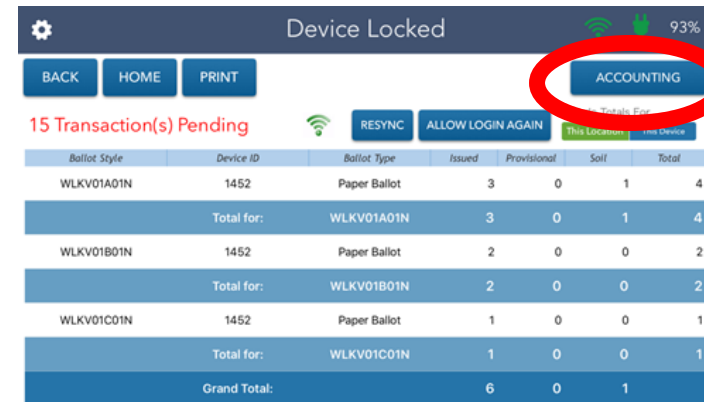 Device Locked 93%
BACK HOME PRINT ACCOUNTING
Totals For
15 Transaction(s) Pending RESYNC ALLOW LOGIN AGAIN This Location This Device
Ballot Style Device ID Ballot Type Issued Provisional Soil Total
WLKV01A01N 1452 Paper Ballot 3 0 1 4
Total for: WLKV01A01N 3 0 1 4
WLKV01B01N 1452 Paper Ballot 2 0 0 2
Total for: WLKV01B01N 2 0 0 2
WLKV01C01N 1452 Paper Ballot 1 0 0 1
Total for: WLKV01C01N 1 0 0 1
Grand Total: 6 0 1